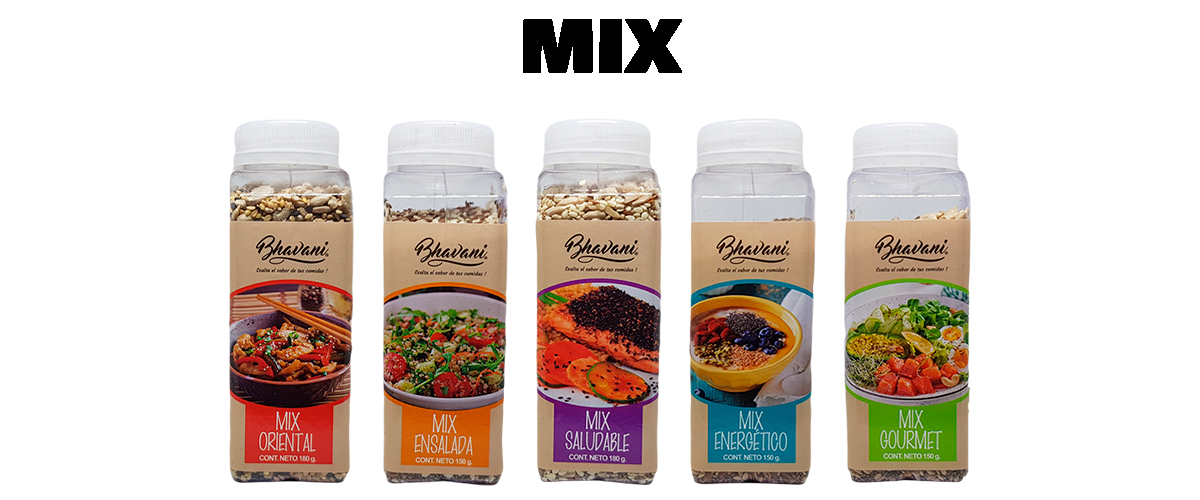 MIX
Bhavani®
Exalta el sabor de tus comidas !
MIX
ORIENTAL
CONT. NETO 180 g.
Bhavani®
Exalta el sabor de tus comidas !
MIX
ENSALADA
CONT. NETO 150 g.
Bhavani®
Exalta el sabor de tus comidas !
MIX
SALUDABLE
CONT. NETO 180 g.
Bhavani®
Exalta el sabor de tus comidas !
MIX
ENERGÉTICO
CONT. NETO 150 g.
Bhavani®
Exalta el sabor de tus comidas !
MIX
GOURMET
CONT. NETO 150 g.